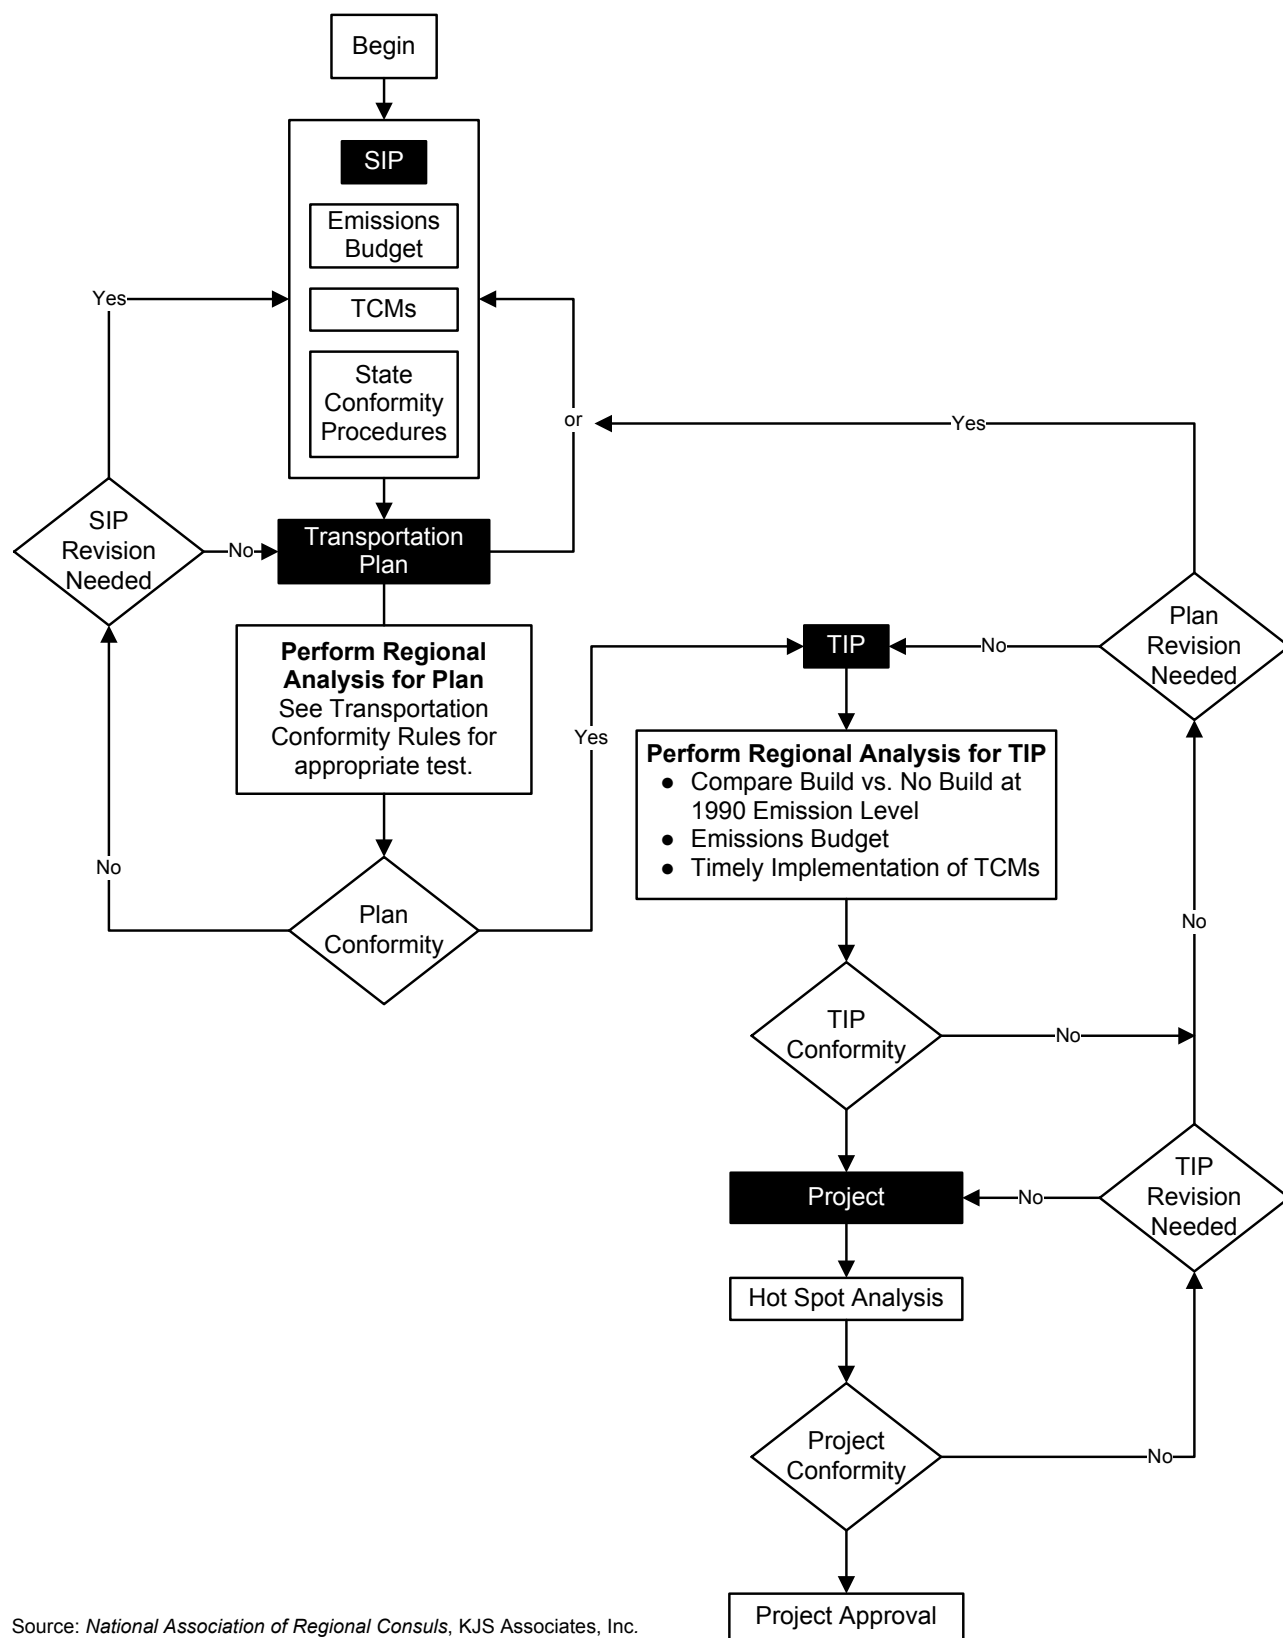 Begin
SIP
Emissions
Budget
TCMs
State
Conformity
Procedures
Yes
or
Yes
SIP
Revision
Needed
No
Transportation
Plan
Perform Regional
Analysis for Plan
See Transportation
Conformity Rules for
appropriate test.
TIP
No
Plan
Revision
Needed
Yes
Perform Regional Analysis for TIP
● Compare Build vs. No Build at
1990 Emission Level
● Emissions Budget
● Timely Implementation of TCMs
No
Plan
Conformity
No
TIP
Conformity
No
Project
No
TIP
Revision
Needed
Hot Spot Analysis
Project
Conformity
No
Project Approval
Source: National Association of Regional Consuls, KJS Associates, Inc.